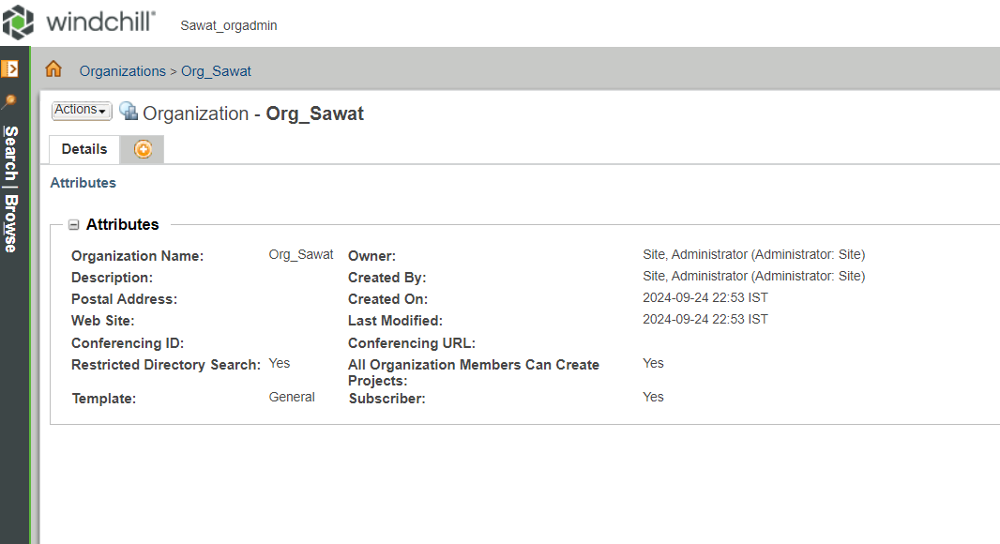 windchill® Sawat_orgadmin
Organizations > Org_Sawat
Actions
Organization - Org_Sawat
Details
Search | Browse
Attributes
Attributes
Organization Name: Org_Sawat Owner: Site, Administrator (Administrator: Site)
Description: Created By: Site, Administrator (Administrator: Site)
Postal Address: Created On: 2024-09-24 22:53 IST
Web Site: Last Modified: 2024-09-24 22:53 IST
Conferencing ID: Conferencing URL:
Restricted Directory Search: Yes All Organization Members Can Create Yes
Projects:
Template: General Subscriber: Yes